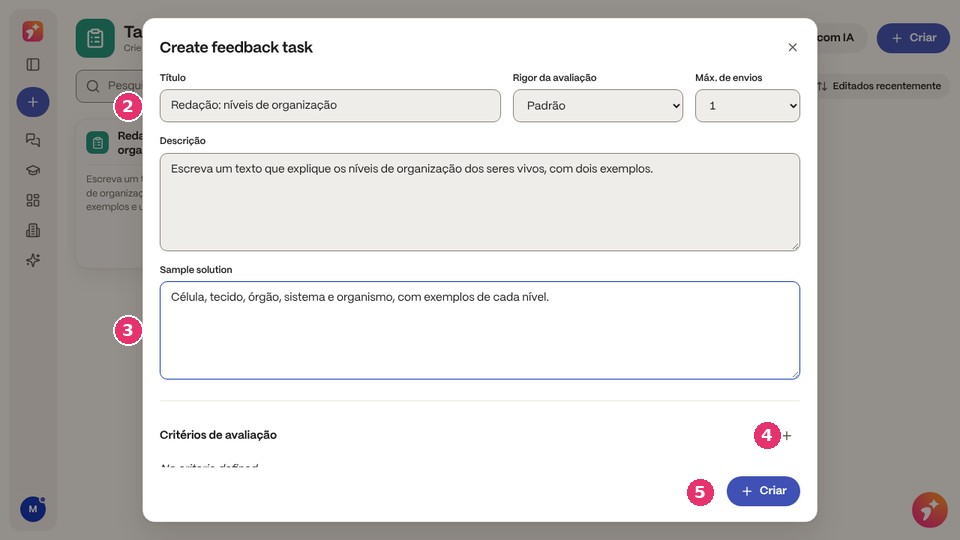 Ta
Crie
com IA
Criar
Pesqui
Editados recentemente
Reda
orga
Escreva um t
de organizaç
exemplos e u
M
Create feedback task
Título
Rigor da avaliação
Máx. de envios
2
Redação: níveis de organização
Padrão
1
Descrição
Escreva um texto que explique os níveis de organização dos seres vivos, com dois exemplos.
Sample solution
Célula, tecido, órgão, sistema e organismo, com exemplos de cada nível.
3
Critérios de avaliação
4
No criteria defined
5
Criar